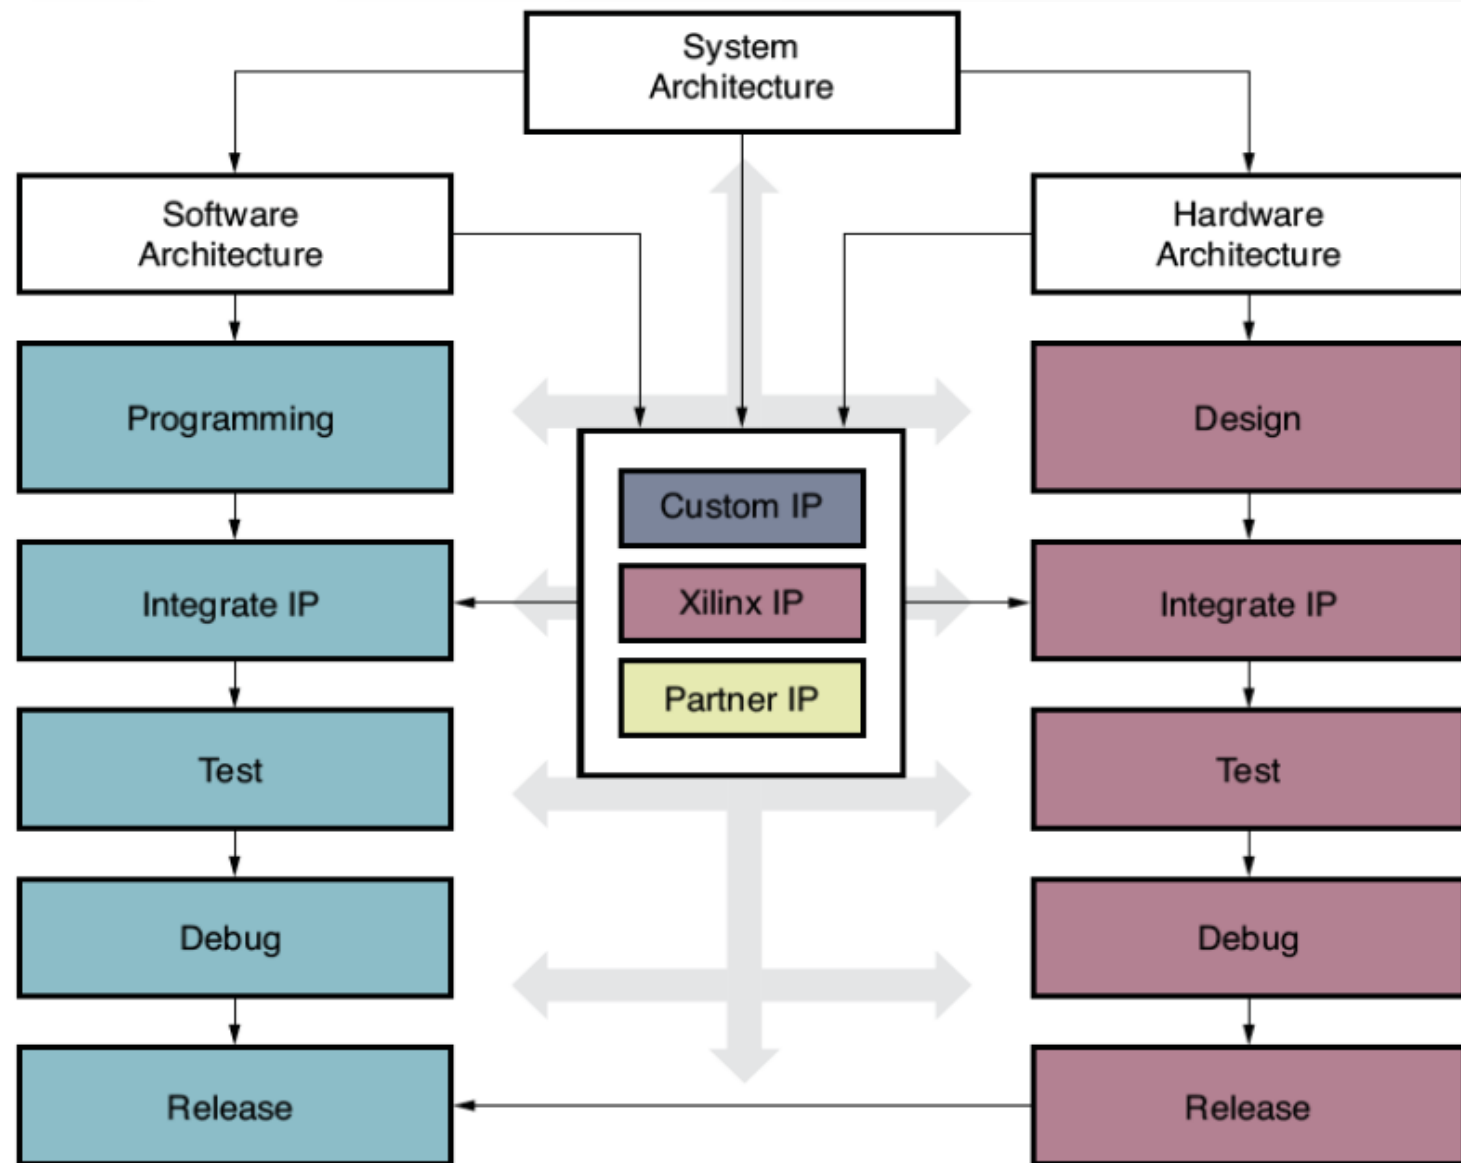 System
Architecture
Software
Architecture
Hardware
Architecture
Programming
Design
Custom IP
Integrate IP
Xilinx IP
Integrate IP
Partner IP
Test
Test
Debug
Debug
Release
Release